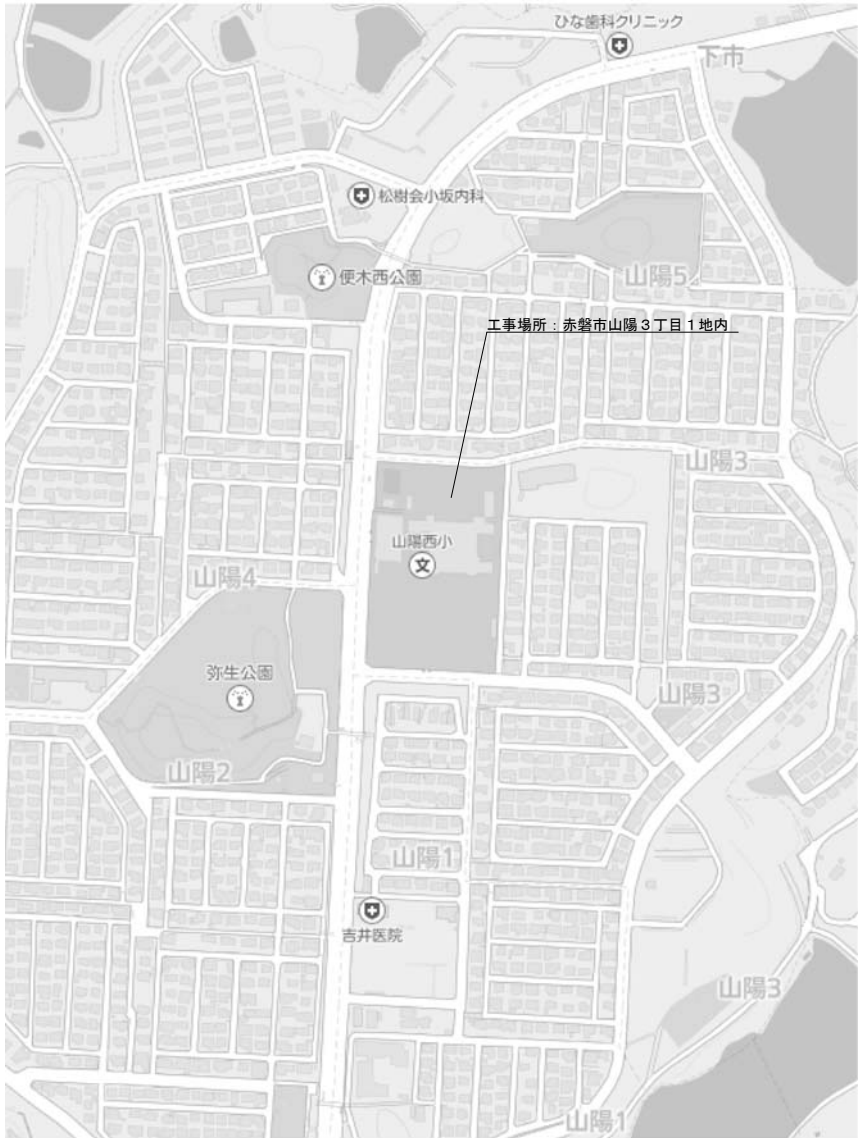 ひな歯科クリニック
下市
松樹会小坂内科
便木西公園
山陽5
工事場所：赤磐市山陽３丁目１地内
山陽3
山陽西小
文
山陽4
弥生公園
山陽3
山陽2
山陽1
吉井医院
山陽3
山陽1